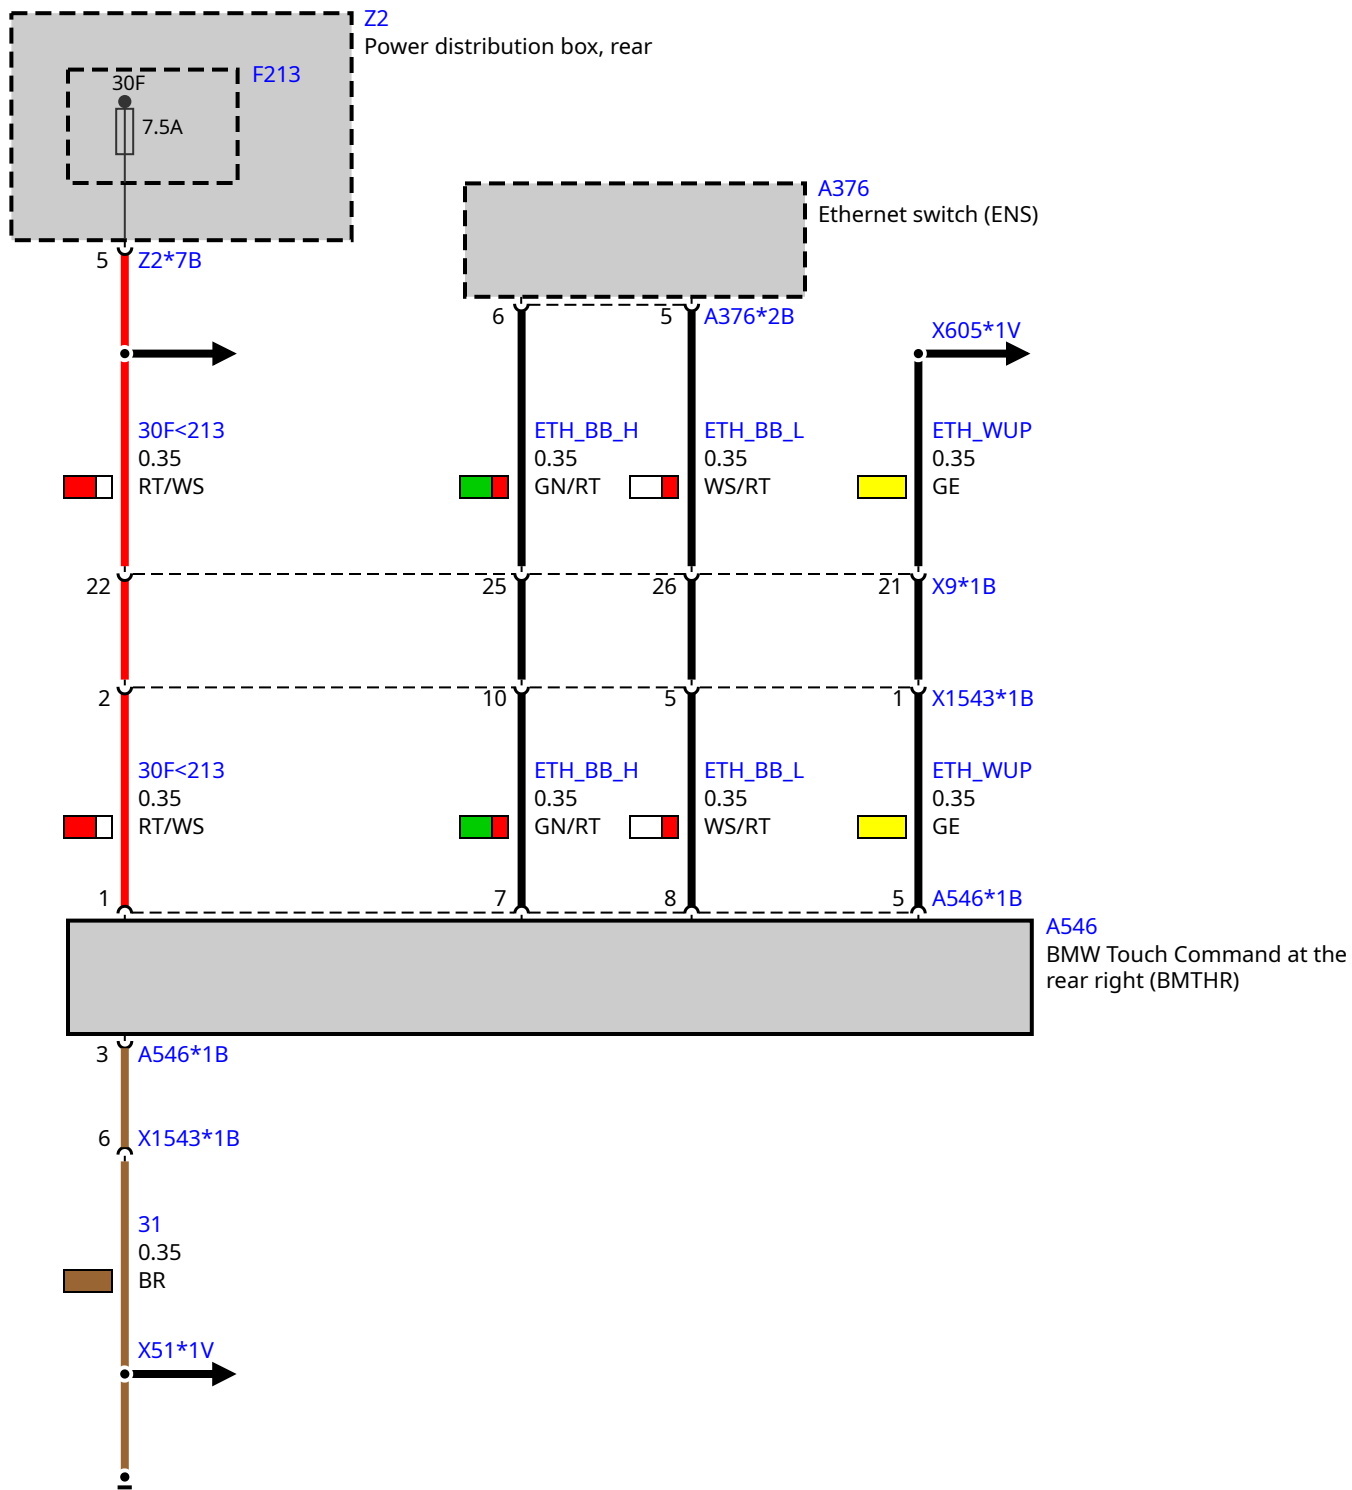 Z2
Power distribution box, rear
F213
30F
7.5A
A376
Ethernet switch (ENS)
5 Z2*7B
6 5 A376*2B
X605*1V
30F<213 ETH_BB_H ETH_BB_L ETH_WUP
0.35 0.35 0.35 0.35
RT/WS GN/RT WS/RT GE
22 25 26 21 X9*1B
2 10 5 1 X1543*1B
30F<213 ETH_BB_H ETH_BB_L ETH_WUP
0.35 0.35 0.35 0.35
RT/WS GN/RT WS/RT GE
1 7 8 5 A546*1B
A546
BMW Touch Command at the
rear right (BMTHR)
3 A546*1B
6 X1543*1B
31
0.35
BR
X51*1V